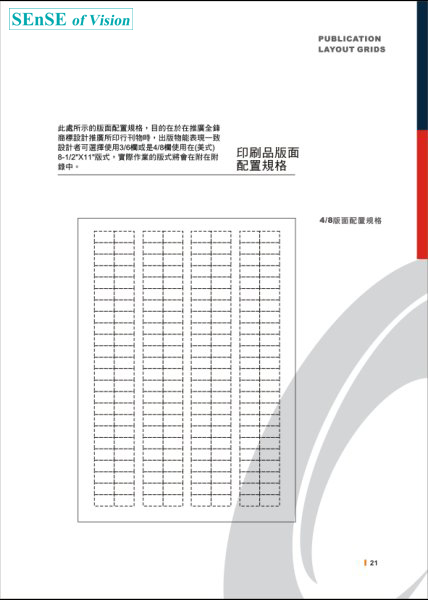 SEnSE of Vision
PUBLICATION
LAYOUT GRIDS
此處所示的版面配置規格，目的在於在推廣全鋒
商標設計推廣所印行刊物時，出版物能表現一致
設計者可選擇使用3/6欄或是4/8欄使用在(美式)
8-1/2"X11"版式，實際作業的版式將會在附在附
錄中。
印刷品版面
配置規格
4/8版面配置規格
21